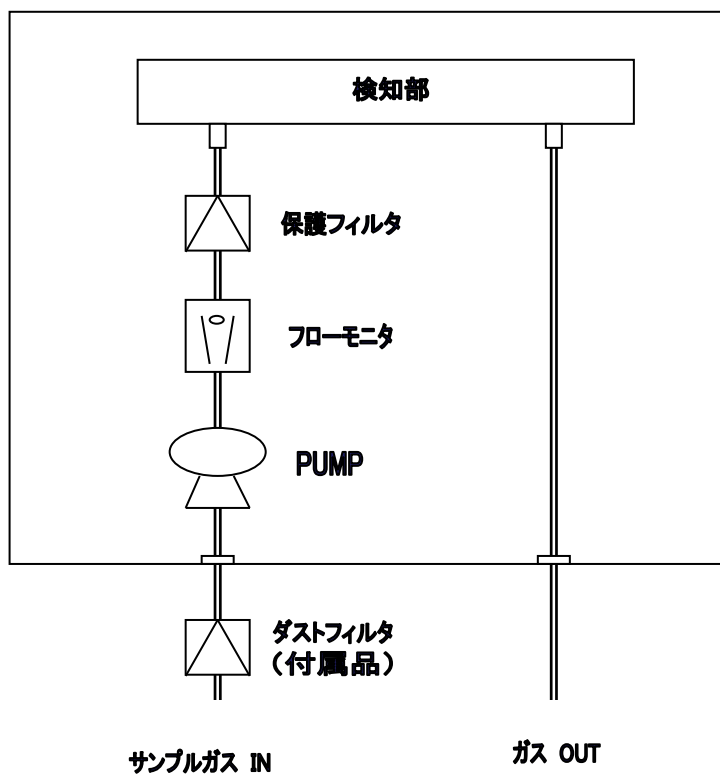 検知部
保護フィルタ
フローモニタ
PUMP
ダストフィルタ
（付属品）
サンプルガス IN
ガス OUT